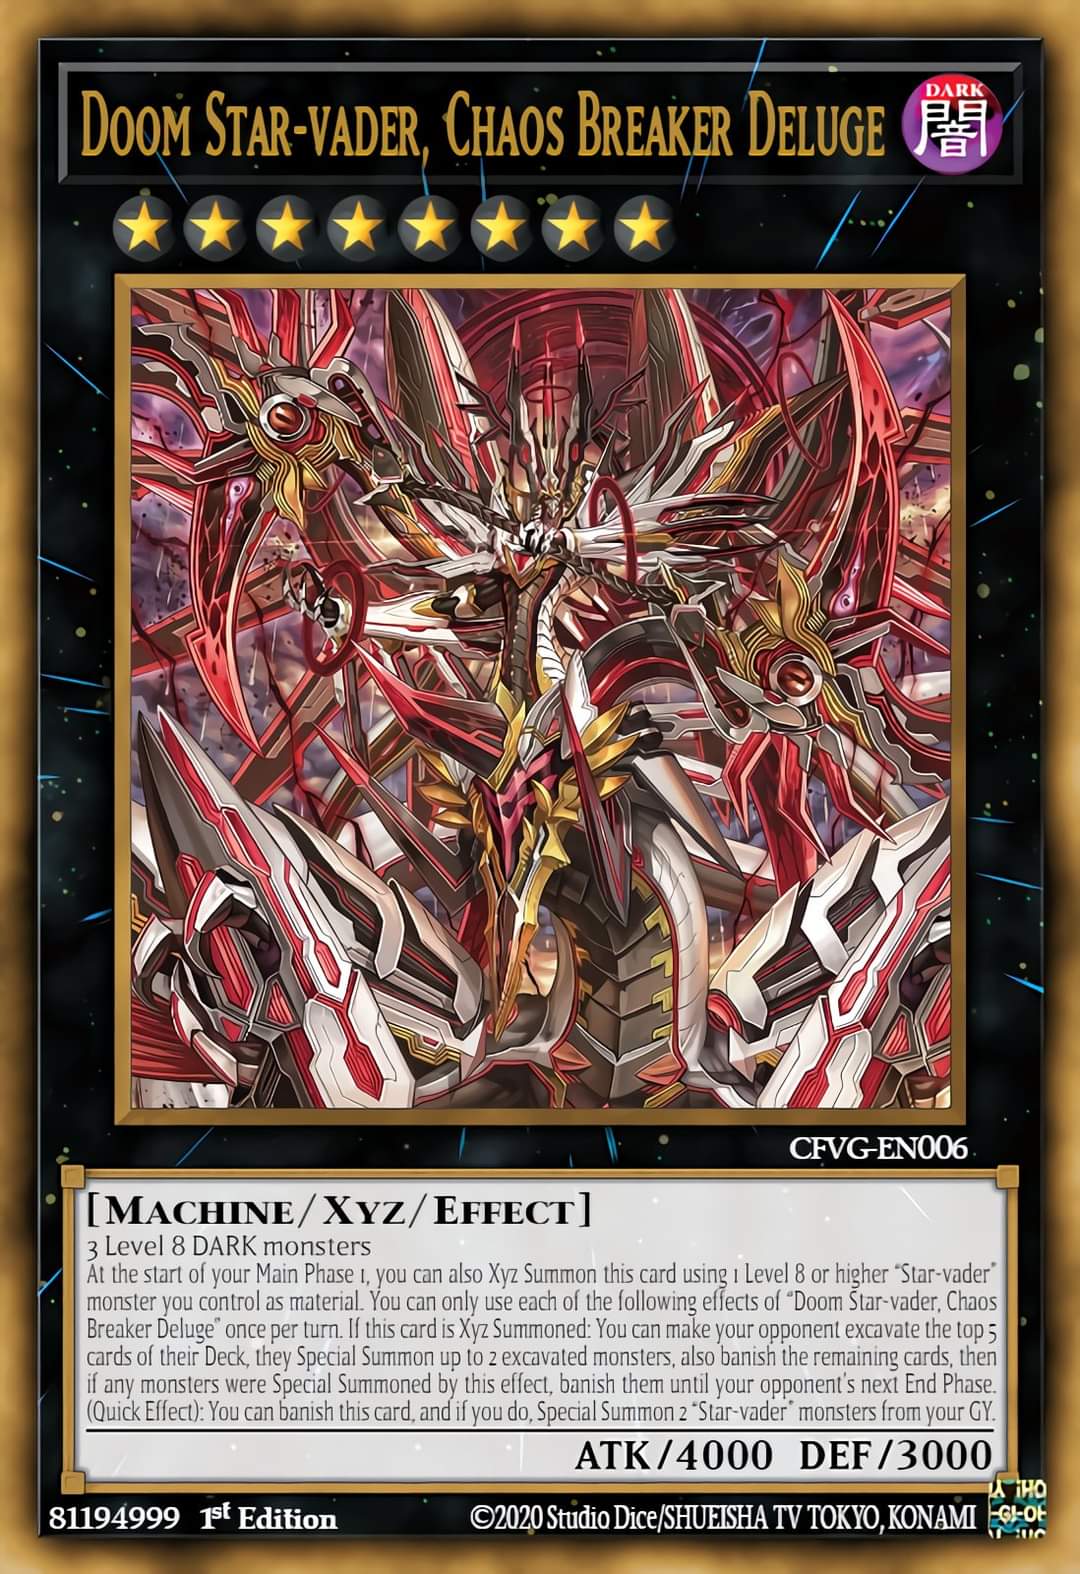 Doom Star-vader, Chaos Breaker Deluge
DARK
闇
CFVG-EN006
[Machine/Xyz/Effect]
3 Level 8 DARK monsters
At the start of your Main Phase 1, you can also Xyz Summon this card using 1 Level 8 or higher “Star-vader”
monster you control as material. You can only use each of the following effects of “Doom Star-vader, Chaos
Breaker Deluge” once per turn. If this card is Xyz Summoned: You can make your opponent excavate the top 5
cards of their Deck, they Special Summon up to 2 excavated monsters, also banish the remaining cards, then
if any monsters were Special Summoned by this effect, banish them until your opponent's next End Phase.
(Quick Effect): You can banish this card, and if you do, Special Summon 2 “Star-vader” monsters from your GY.
ATK/4000 DEF/3000
81194999 1st Edition
©2020 Studio Dice/SHUEISHA TV TOKYO, KONAMI